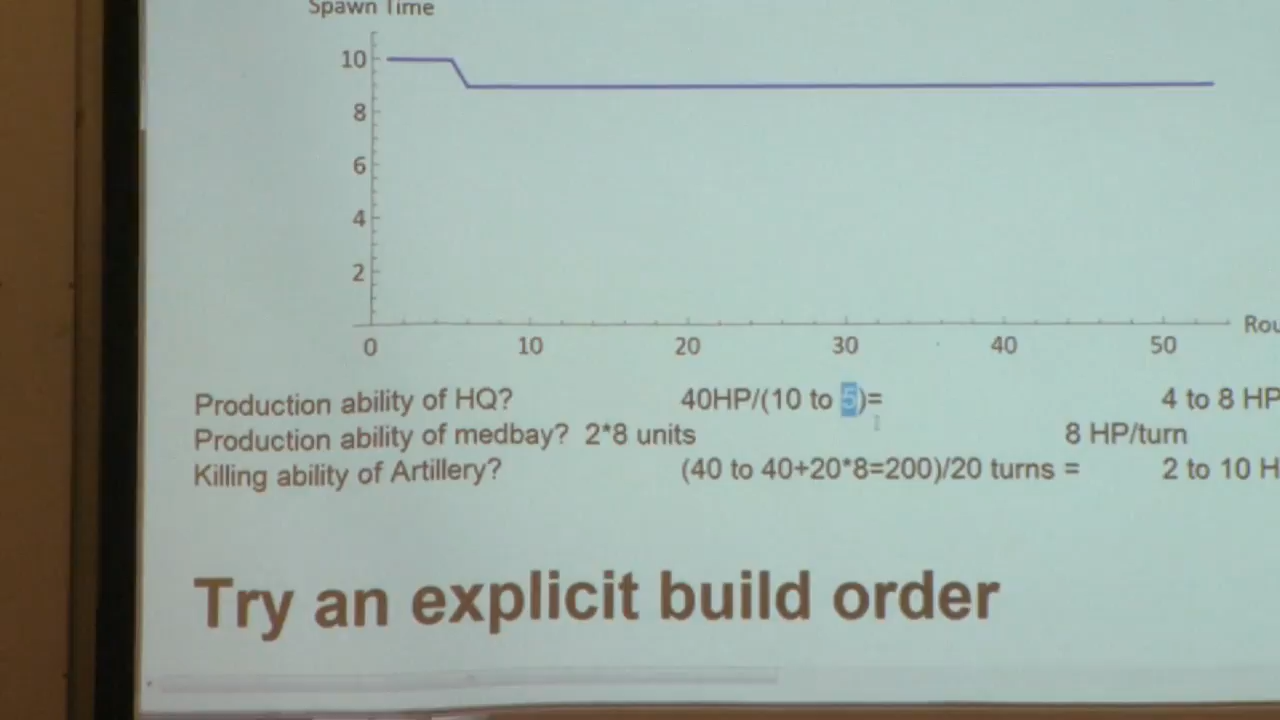 Spawn Time
10
8
6
4
2
0 10 20 30 40 50
Rou
Production ability of HQ? 40HP/(10 to 5)= 4 to 8 HP
Production ability of medbay? 2*8 units 8 HP/turn
Killing ability of Artillery? (40 to 40+20*8=200)/20 turns = 2 to 10 H
Try an explicit build order